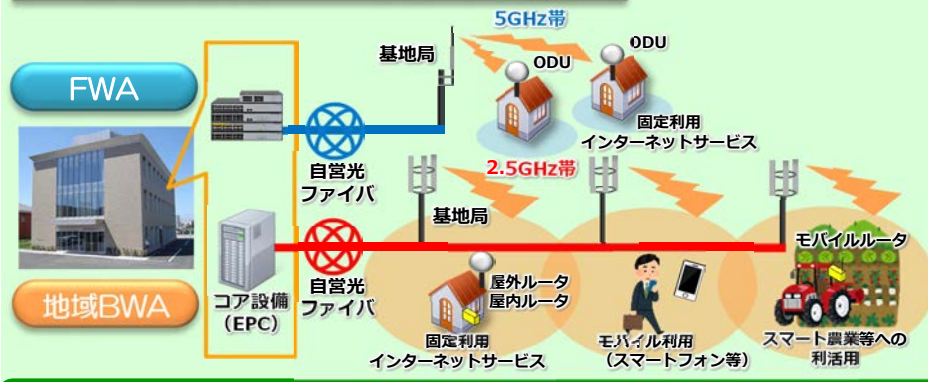 5GHz帯
ODU
基地局
ODU
FWA
固定利用
インターネットサービス
自営光
ファイバ
2.5GHz帯
基地局
モバイルルータ
屋外ルータ
屋内ルータ
地域BWA
コア設備
（EPC）
自営光
ファイバ
固定利用
インターネットサービス
モバイル利用
（スマートフォン等）
スマート農業等への
利活用